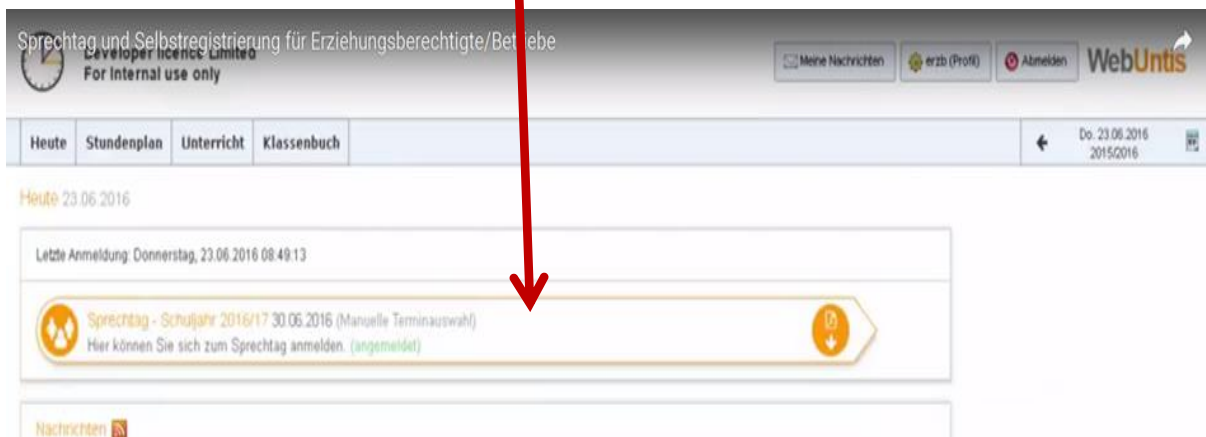 Sprechtag und Selbstregistrierung für Erziehungsberechtigte/Betriebe
Developer licence Limited
For Internal use only
Meine Nachrichten
erzb (Profil)
Abmelden
WebUntis
Heute
Stundenplan
Unterricht
Klassenbuch
Do. 23.06.2016
2015/2016
Heute 23.06.2016
Letzte Anmeldung: Donnerstag, 23.06.2016 08:49:13
Sprechtag - Schuljahr 2016/17 30.06.2016 (Manuelle Terminauswahl)
Hier können Sie sich zum Sprechtag anmelden. (angemeldet)
Nachrichten